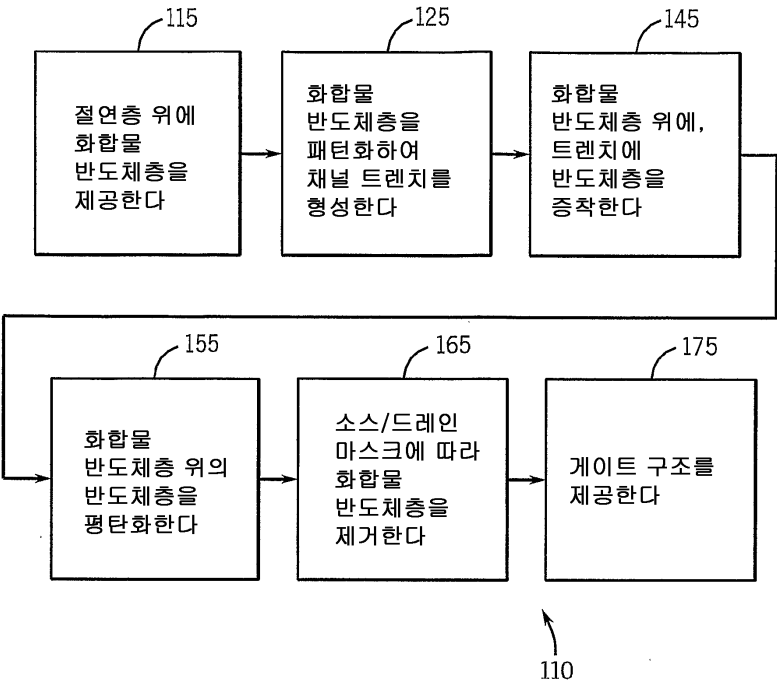 115
절연층 위에
화합물
반도체층을
제공한다
125
화합물
반도체층을
패턴화하여
채널 트렌치를
형성한다
145
화합물
반도체층 위에,
트렌치에
반도체층을
증착한다
155
화합물
반도체층 위의
반도체층을
평탄화한다
165
소스/드레인
마스크에 따라
화합물
반도체층을
제거한다
175
게이트 구조를
제공한다
110